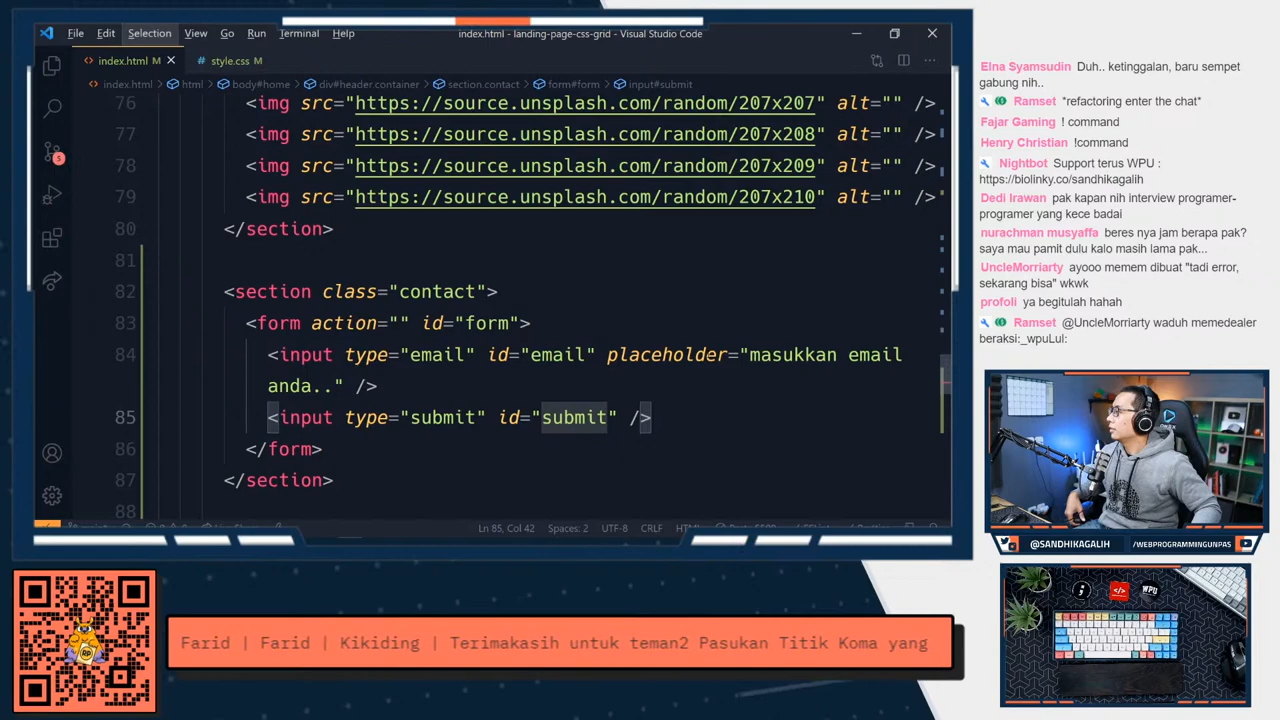 File Edit Selection View Go Run Terminal Help
index.html - landing-page-css-grid - Visual Studio Code
index.html M
style.css M
index.html html body#home div#header.container section.contact form#form input#submit
76 <img src="https://source.unsplash.com/random/207x207" alt="" />
77 <img src="https://source.unsplash.com/random/207x208" alt="" />
78 <img src="https://source.unsplash.com/random/207x209" alt="" />
79 <img src="https://source.unsplash.com/random/207x210" alt="" />
80 </section>
81
82 <section class="contact">
83 <form action="" id="form">
84 <input type="email" id="email" placeholder="masukkan email
anda.." />
85 <input type="submit" id="submit" />
86 </form>
87 </section>
88
5
Ln 85, Col 42 Spaces: 2 UTF-8 CRLF
Elna Syamsudin Duh.. ketinggalan, baru sempet
gabung nih..
Ramset *refactoring enter the chat*
Fajar Gaming ! command
Henry Christian !command
Nightbot Support terus WPU :
https://biolinky.co/sandhikagalih
Dedi Irawan pak kapan nih interview programer-
programer yang kece badai
nurachman musyaffa beres nya jam berapa pak?
saya mau pamit dulu kalo masih lama pak...
UncleMorriarty ayooo memem dibuat "tadi error,
sekarang bisa" wkwk
profoli ya begitulah hahah
Ramset @UncleMorriarty waduh memedealer
beraksi:_wpuLul:
@SANDHIKAGALIH
/WEBPROGRAMMINGUNPAS
; </> WPU
RP
Farid | Farid | Kikiding | Terimakasih untuk teman2 Pasukan Titik Koma yang